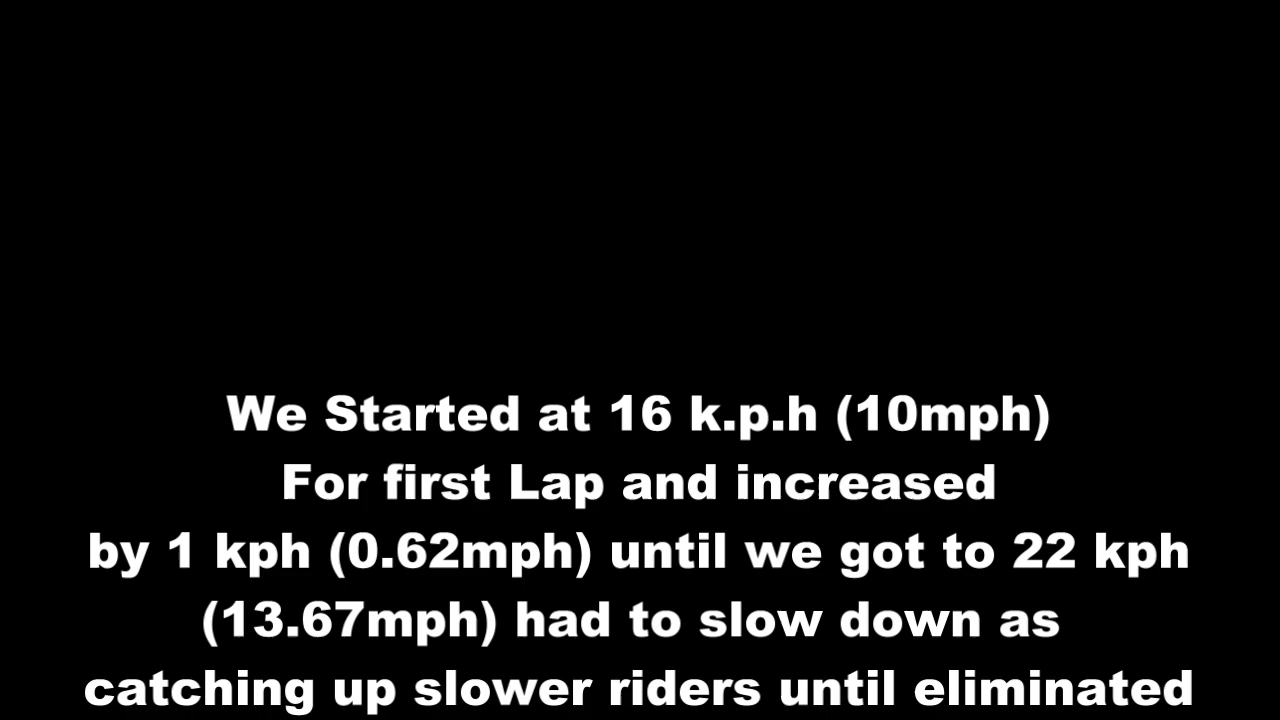 We Started at 16 k.p.h (10mph)
For first Lap and increased
by 1 kph (0.62mph) until we got to 22 kph
(13.67mph) had to slow down as
catching up slower riders until eliminated